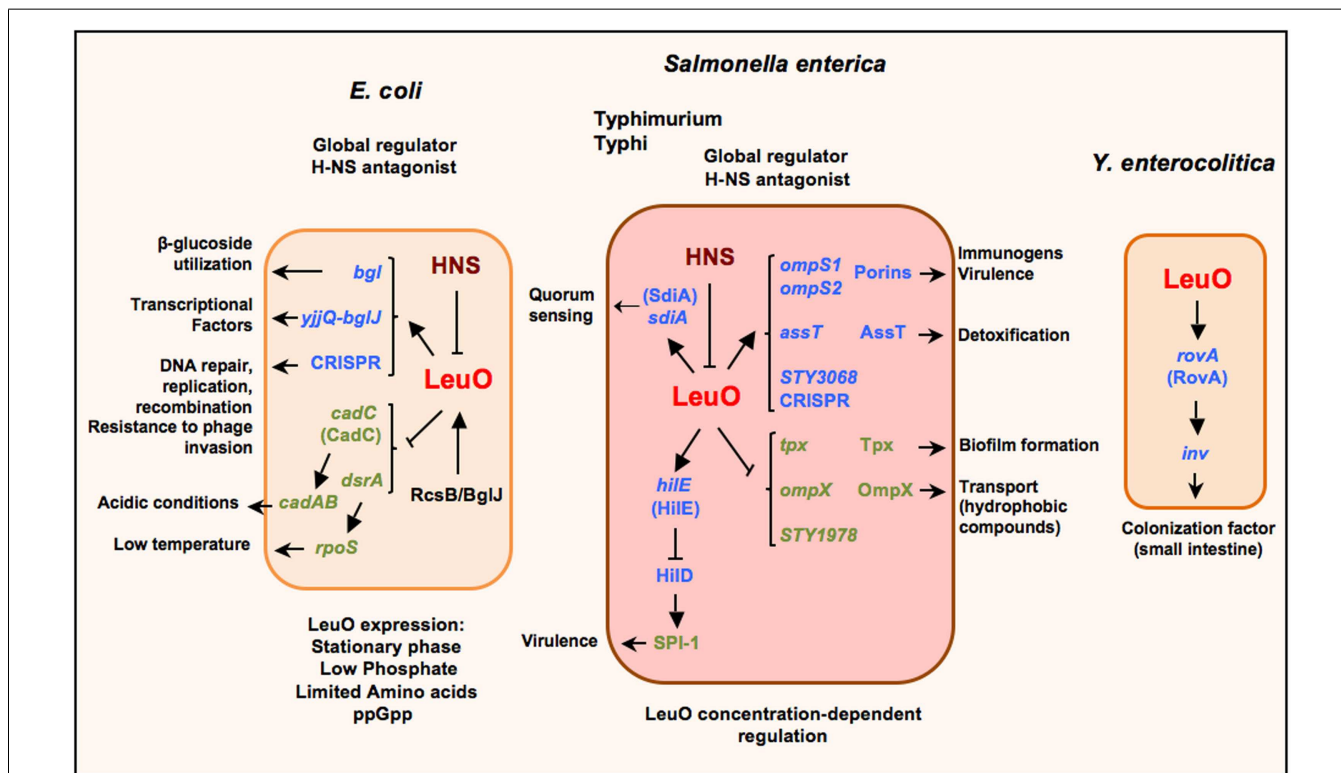 E. coli
Global regulator
H-NS antagonist
β-glucoside
utilization
Transcriptional
Factors
DNA repair,
replication,
recombination
Resistance to phage
invasion
Acidic conditions
Low temperature
bgl
yjjQ-bglJ
CRISPR
HNS
LeuO
cadC
(CadC)
dsrA
cadAB
rpoS
RcsB/BglJ
LeuO expression:
Stationary phase
Low Phosphate
Limited Amino acids
ppGpp
Salmonella enterica
Typhimurium
Typhi
Global regulator
H-NS antagonist
Quorum
sensing
HNS
(SdiA)
sdiA
LeuO
hilE
(HilE)
HilD
SPI-1
Virulence
ompS1
ompS2
Porins
Immunogens
Virulence
assT
AssT
Detoxification
STY3068
CRISPR
tpx
Tpx
Biofilm formation
ompX
OmpX
Transport
(hydrophobic
compounds)
STY1978
LeuO concentration-dependent
regulation
Y. enterocolitica
LeuO
rovA
(RovA)
inv
Colonization factor
(small intestine)